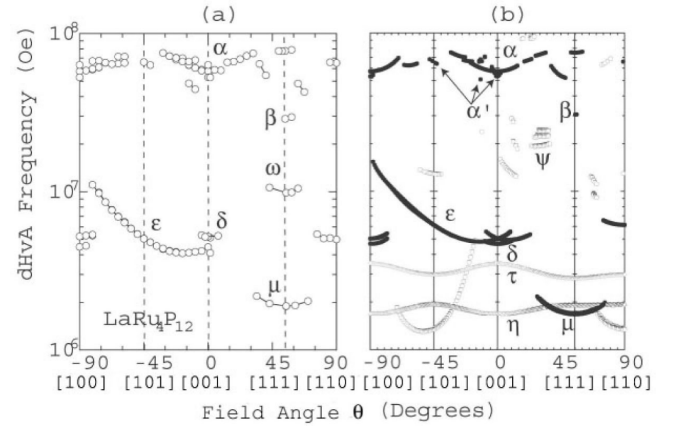 (a) (b)
10^8
10^7
10^6
dHvA Frequency (Oe)
α
β
ω
ε δ
μ
LaRu4P12
α
α'
β
ψ
ε
δ
τ
η μ
-90 -45 0 45 90 -90 -45 0 45 90
[100] [101] [001] [111] [110] [100] [101] [001] [111] [110]
Field Angle θ (Degrees)